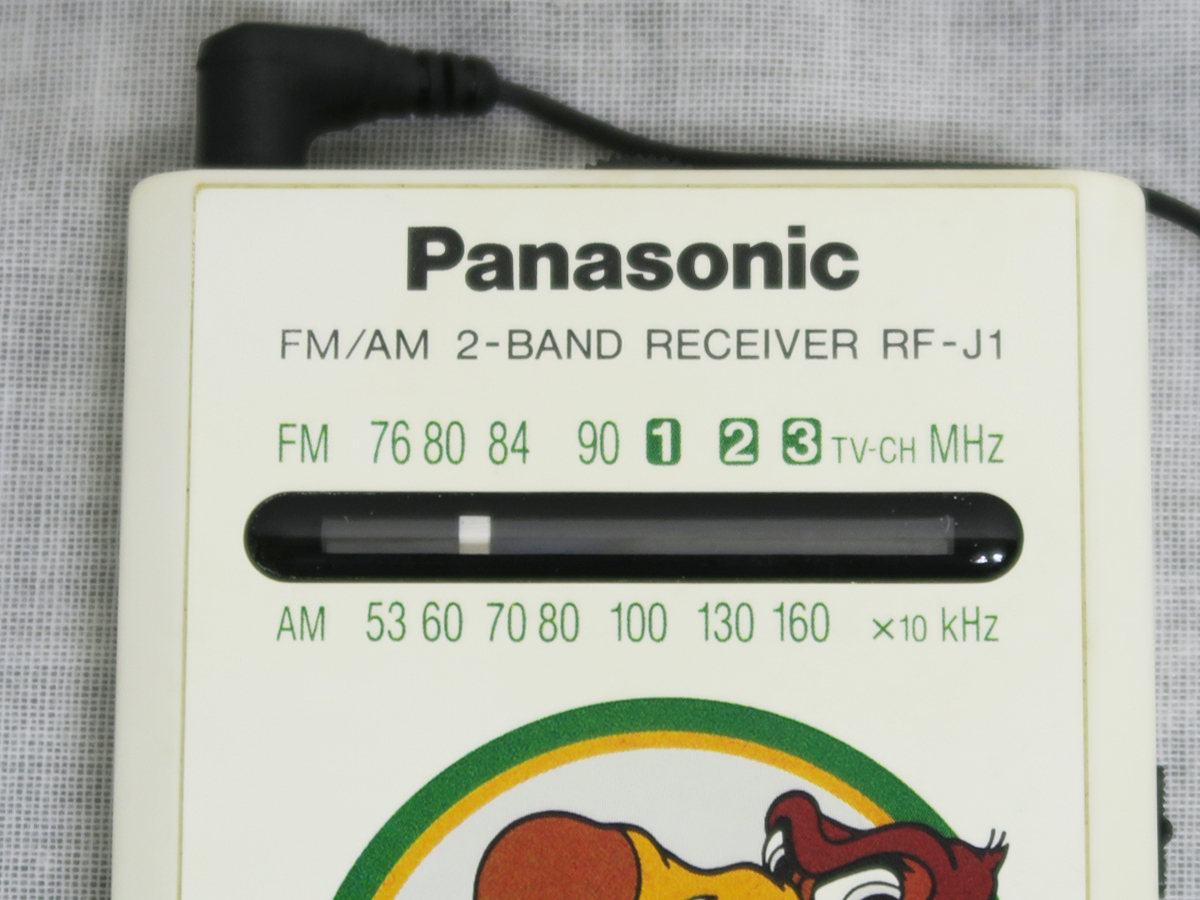 Panasonic
FM/AM 2-BAND RECEIVER RF-J1
FM 76 80 84 90 1 2 3 TV-CH MHz
AM 53 60 70 80 100 130 160 ×10 kHz